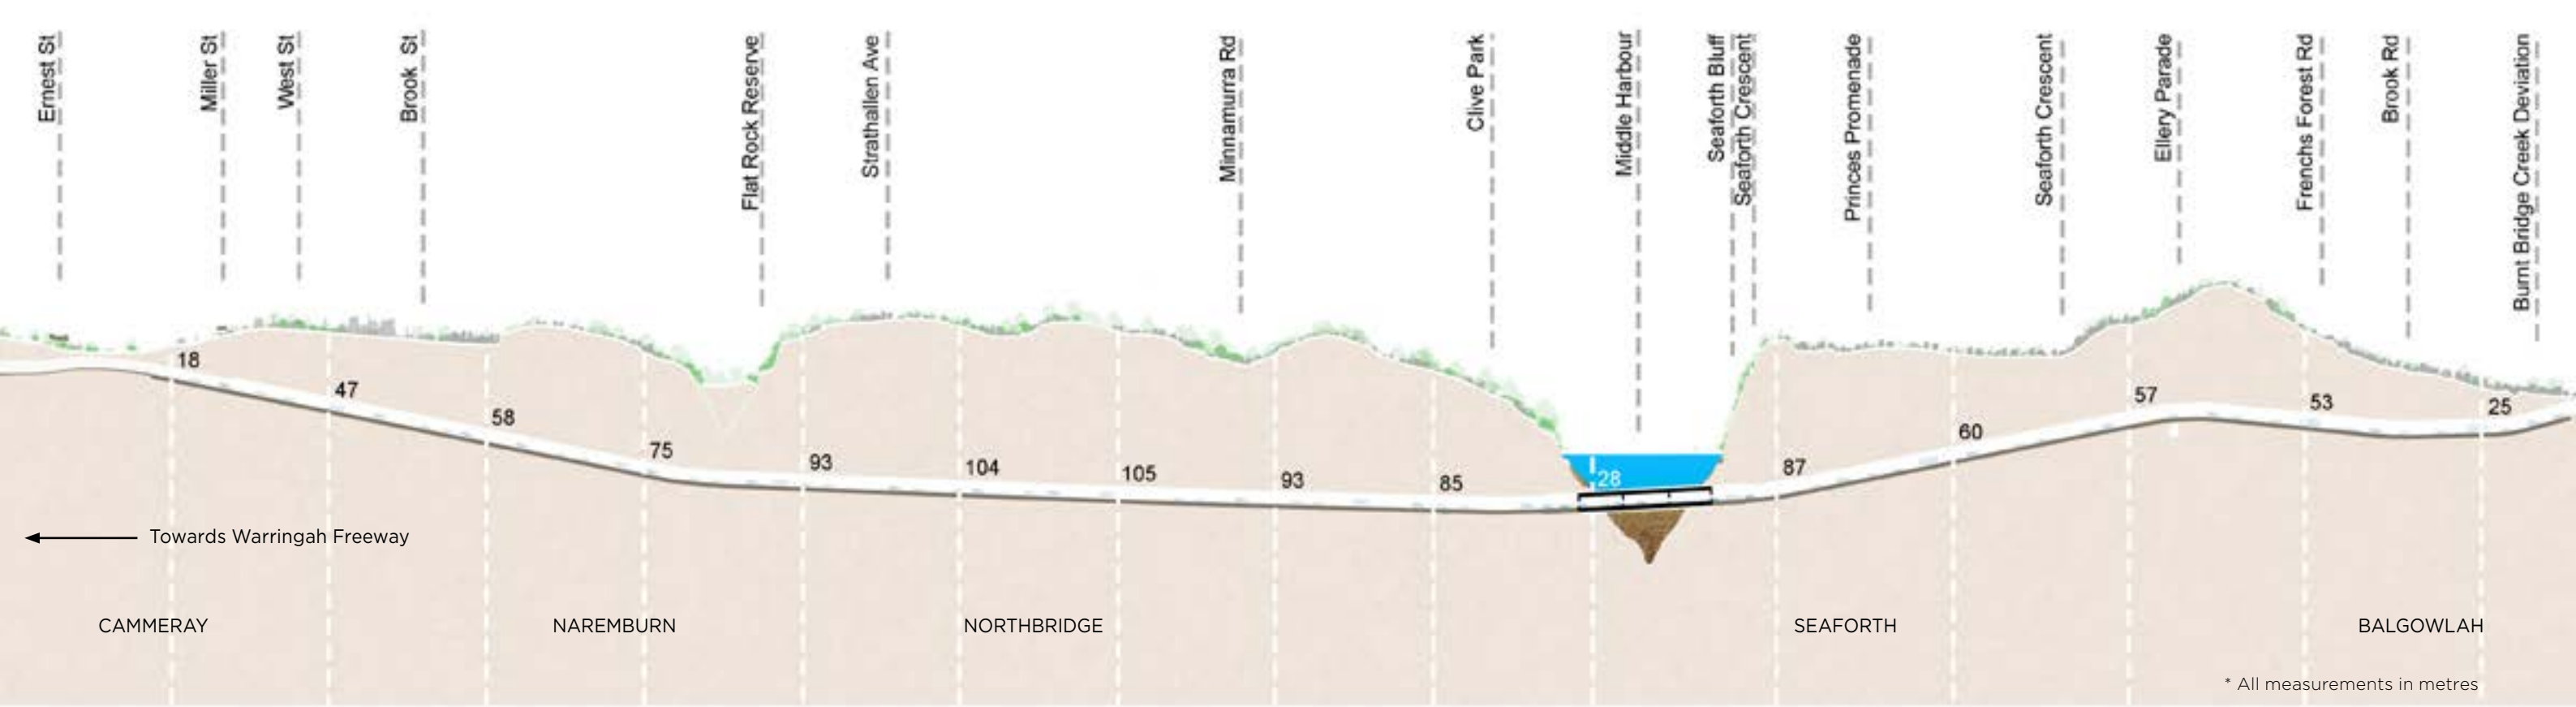 Ernest St
Miller St
West St
Brook St
Flat Rock Reserve
Strathallen Ave
Minnamurra Rd
Clive Park
Middle Harbour
Seaforth Bluff
Seaforth Crescent
Princes Promenade
Seaforth Crescent
Ellery Parade
Frenchs Forest Rd
Brook Rd
Burnt Bridge Creek Deviation
18
47
58
75
93
104
105
93
85
28
87
60
57
53
25
Towards Warringah Freeway
CAMMERAY
NAREMBURN
NORTHBRIDGE
SEAFORTH
BALGOWLAH
* All measurements in metres